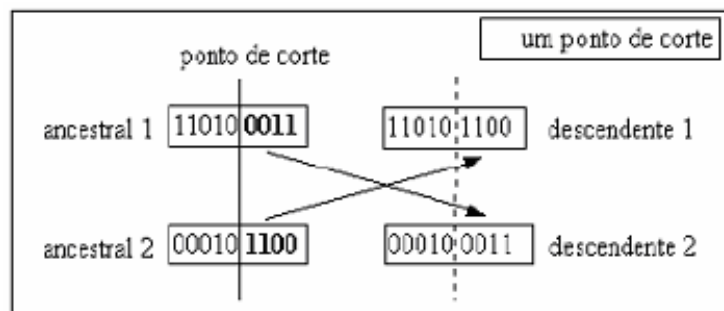 um ponto de corte
ponto de corte
ancestral 1 11010 0011 11010 1100 descendente 1
ancestral 2 00010 1100 00010 0011 descendente 2